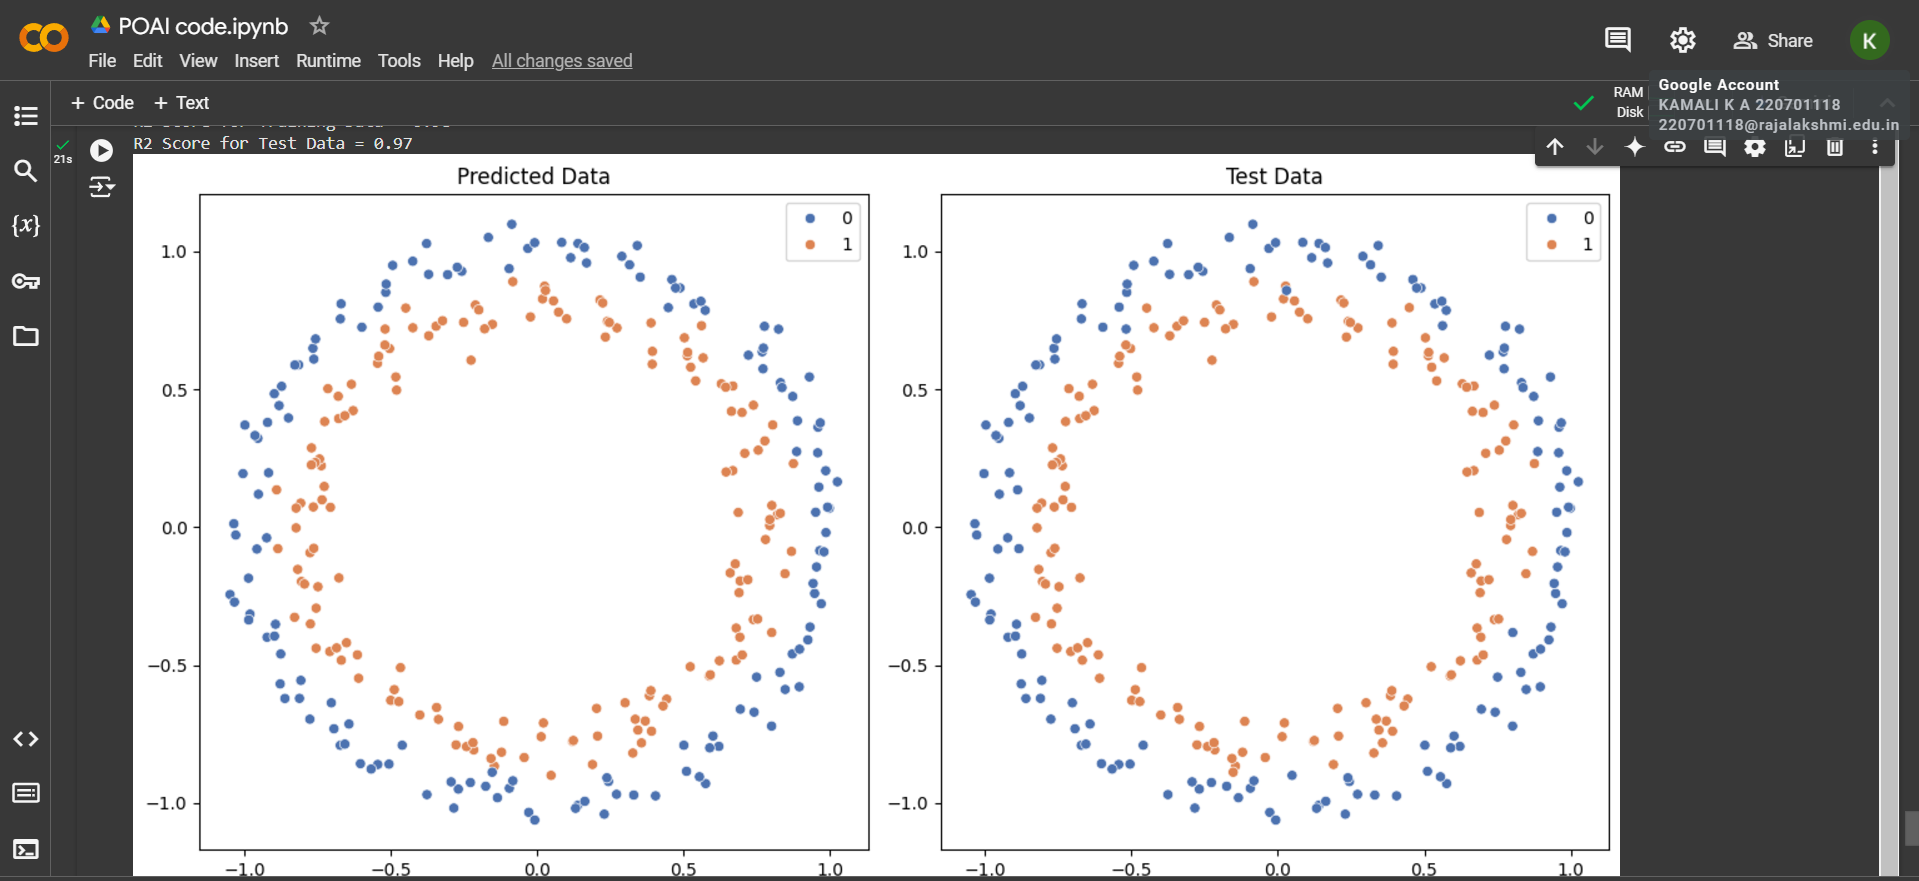 POAI code.ipynb
File Edit View Insert Runtime Tools Help All changes saved
Share
K
+ Code + Text
RAM
Disk
Google Account
KAMALI K A 220701118
220701118@rajalakshmi.edu.in
{x}
21s
R2 Score for Test Data = 0.97
Predicted Data
0
1
1.0
0.5
0.0
−0.5
−1.0
−1.0 −0.5 0.0 0.5 1.0
Test Data
0
1
1.0
0.5
0.0
−0.5
−1.0
−1.0 −0.5 0.0 0.5 1.0